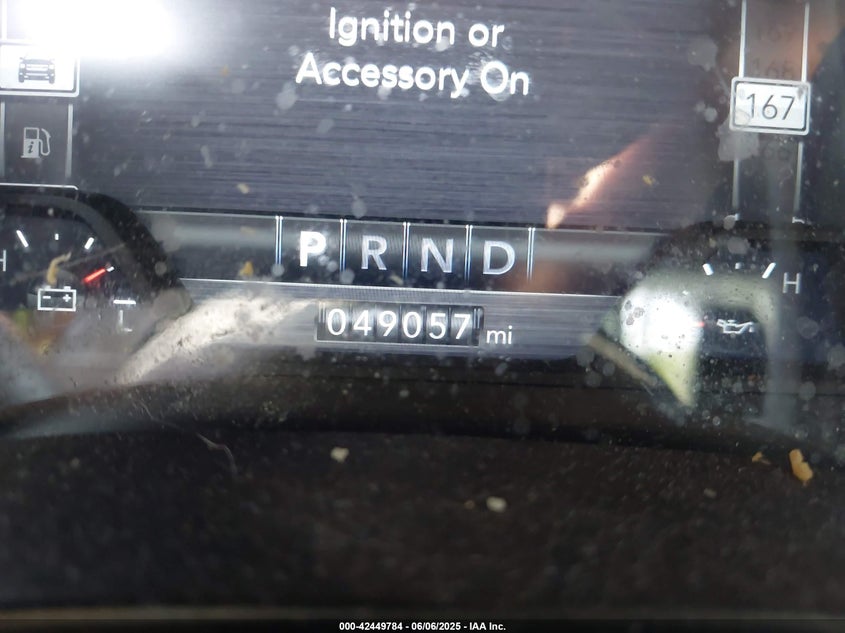 Ignition or
Accessory On
167
P R N D
H
H
049057 mi
L
000-42449784 - 06/06/2025 - IAA Inc.